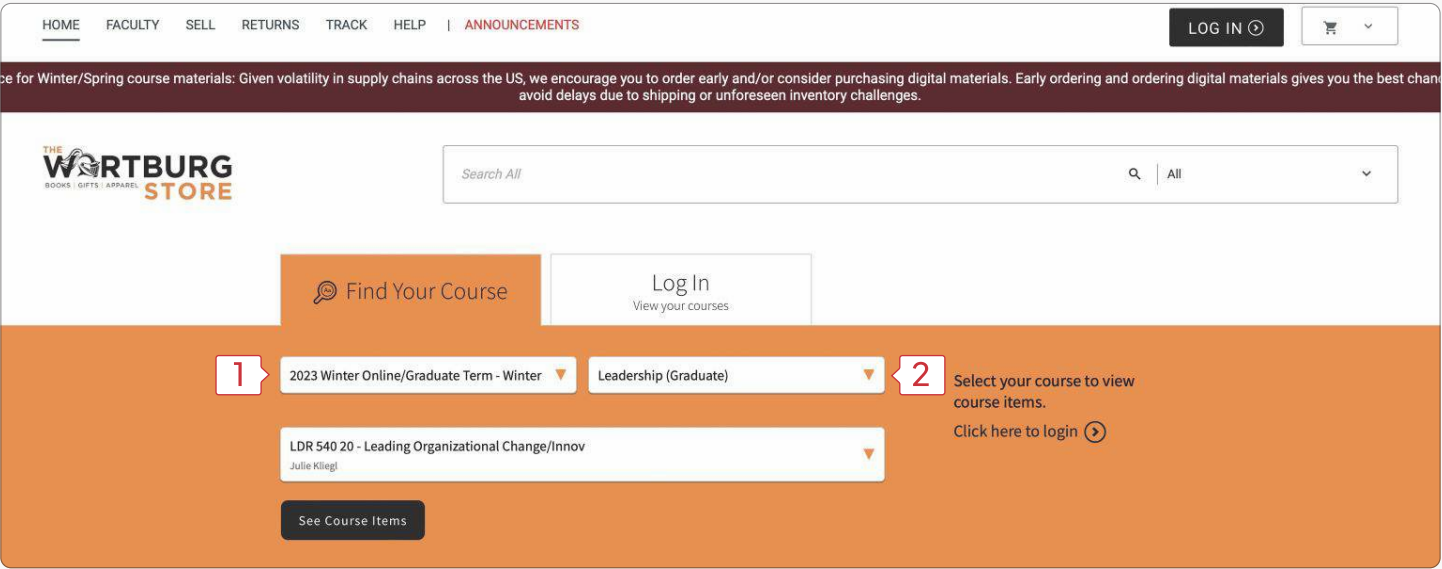 HOME FACULTY SELL RETURNS TRACK HELP | ANNOUNCEMENTS LOG IN
for Winter/Spring course materials: Given volatility in supply chains across the US, we encourage you to order early and/or consider purchasing digital materials. Early ordering and ordering digital materials gives you the best
avoid delays due to shipping or unforeseen inventory challenges.
THE
WARTBURG
BOOKS | GIFTS | APPAREL STORE
Search All All
Find Your Course
Log In
View your courses
1 2023 Winter Online/Graduate Term - Winter Leadership (Graduate) 2
Select your course to view
course items.
Click here to login
LDR 540 20 - Leading Organizational Change/Innov
Julie Kliegl
See Course Items